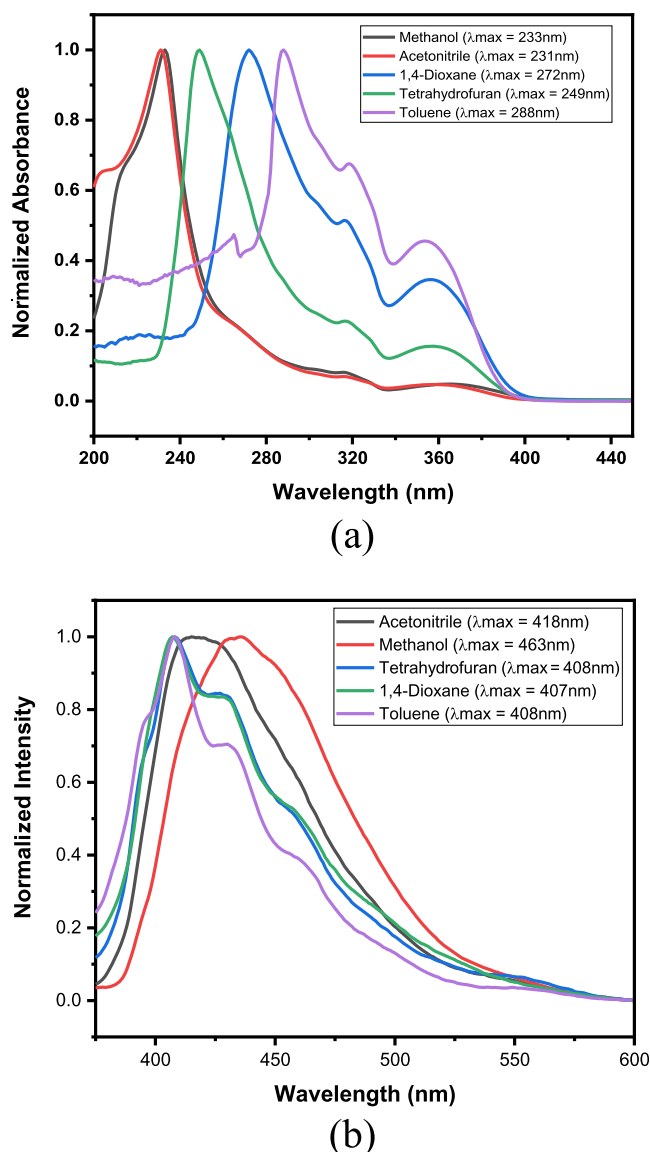 Methanol (λmax = 233nm)
Acetonitrile (λmax = 231nm)
1,4-Dioxane (λmax = 272nm)
Tetrahydrofuran (λmax = 249nm)
Toluene (λmax = 288nm)
Normalized Absorbance
1.0
0.8
0.6
0.4
0.2
0.0
200 240 280 320 360 400 440
Wavelength (nm)
(a)
Acetonitrile (λmax = 418nm)
Methanol (λmax = 463nm)
Tetrahydrofuran (λmax = 408nm)
1,4-Dioxane (λmax = 407nm)
Toluene (λmax = 408nm)
Normalized Intensity
1.0
0.8
0.6
0.4
0.2
0.0
400 450 500 550 600
Wavelength (nm)
(b)